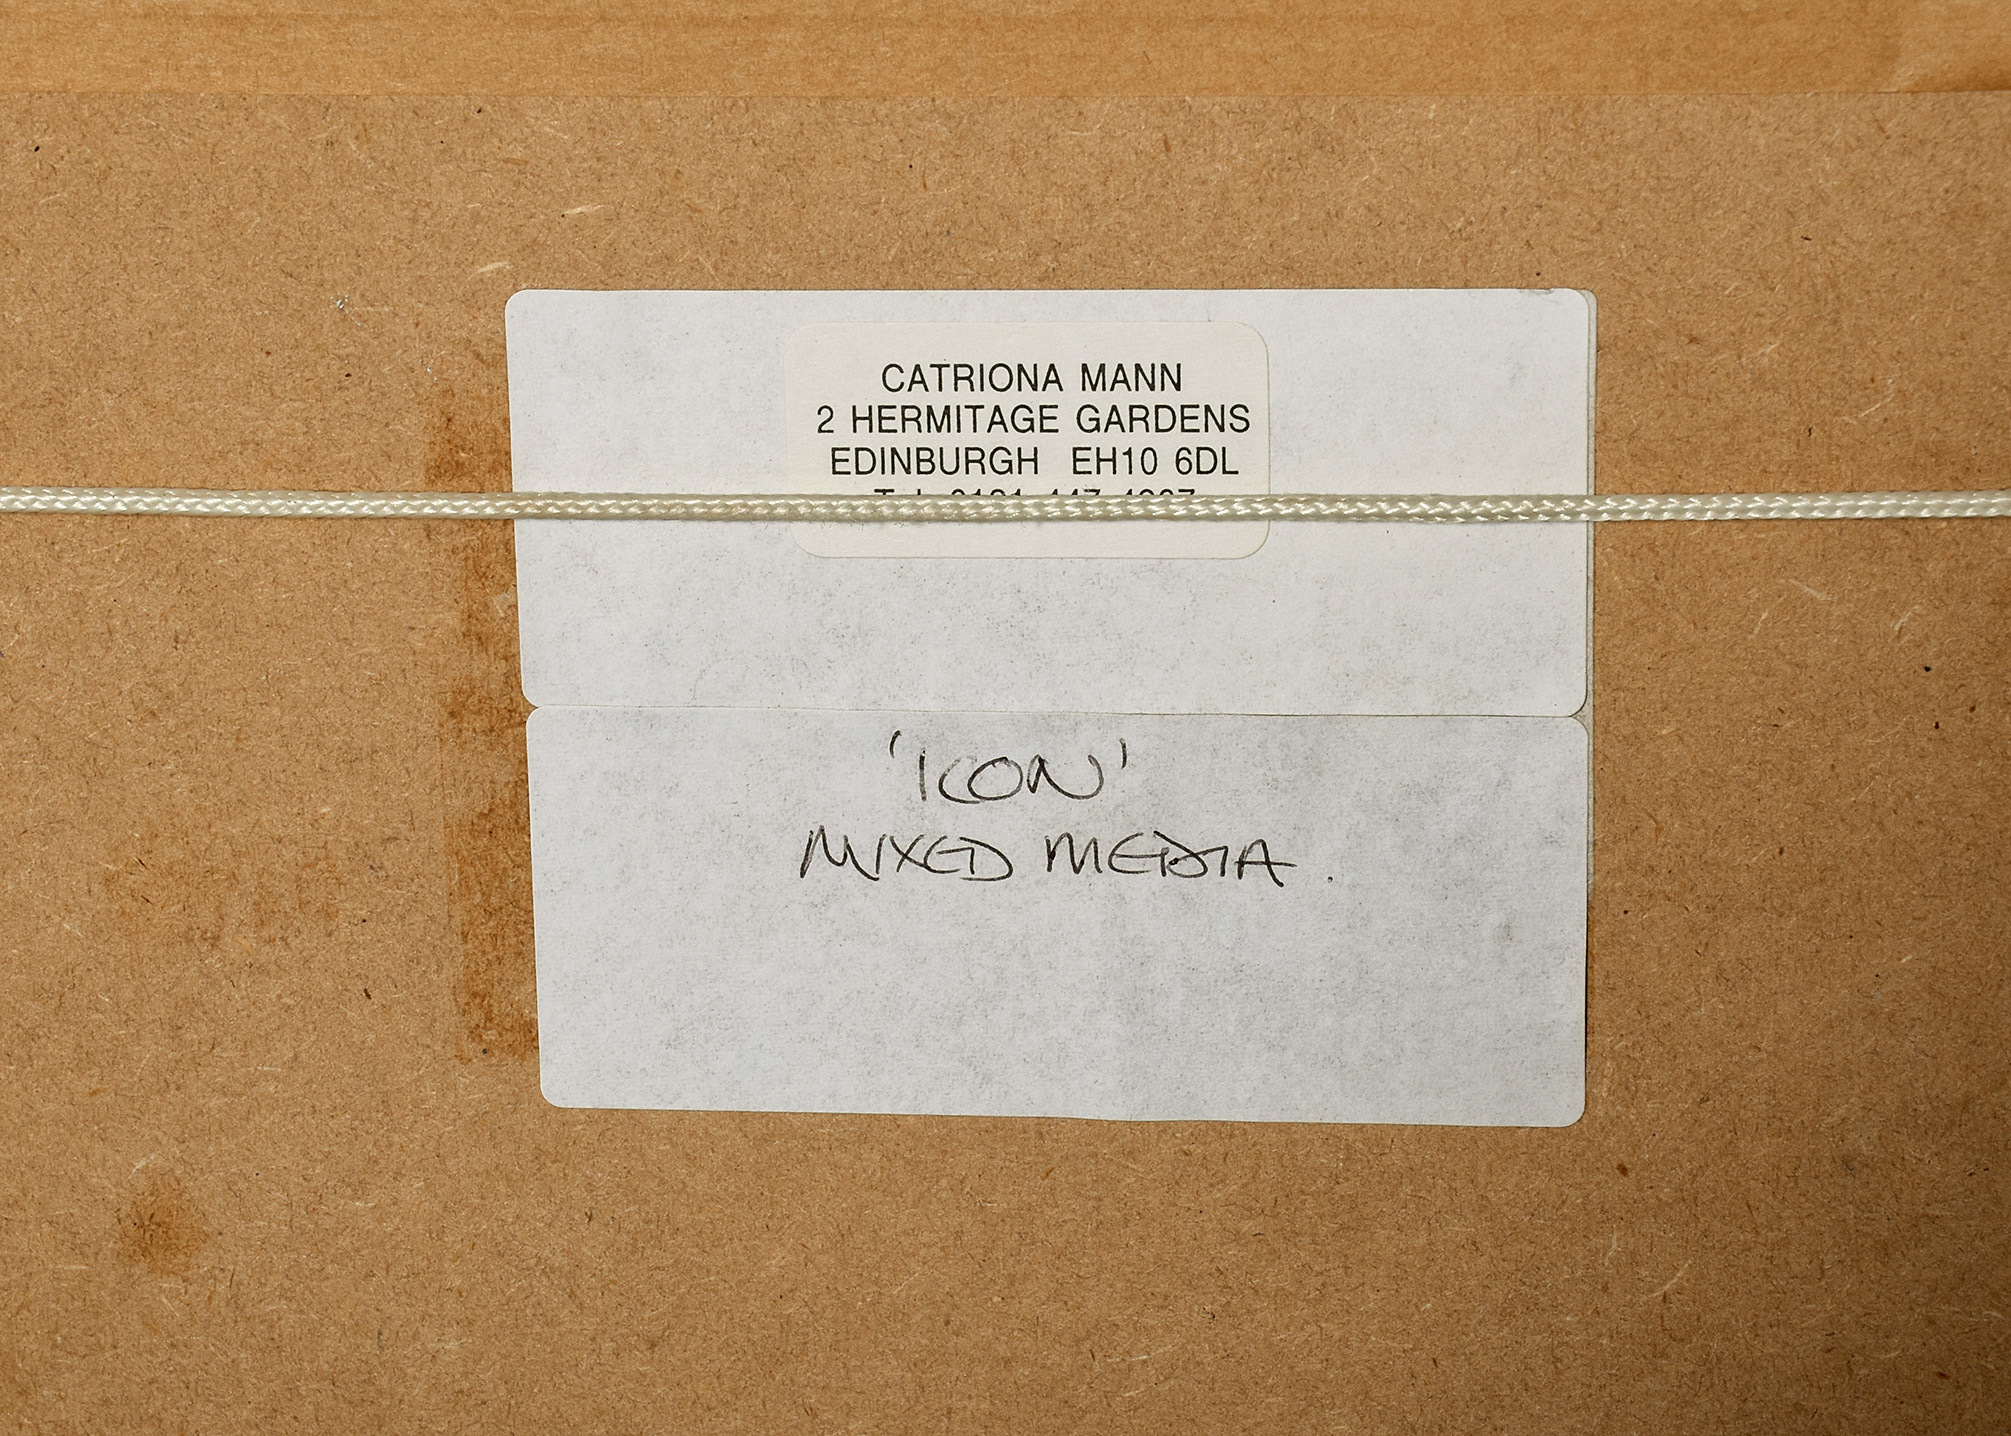 CATRIONA MANN
2 HERMITAGE GARDENS
EDINBURGH EH10 6DL
'ICON'
MIXED MEDIA.